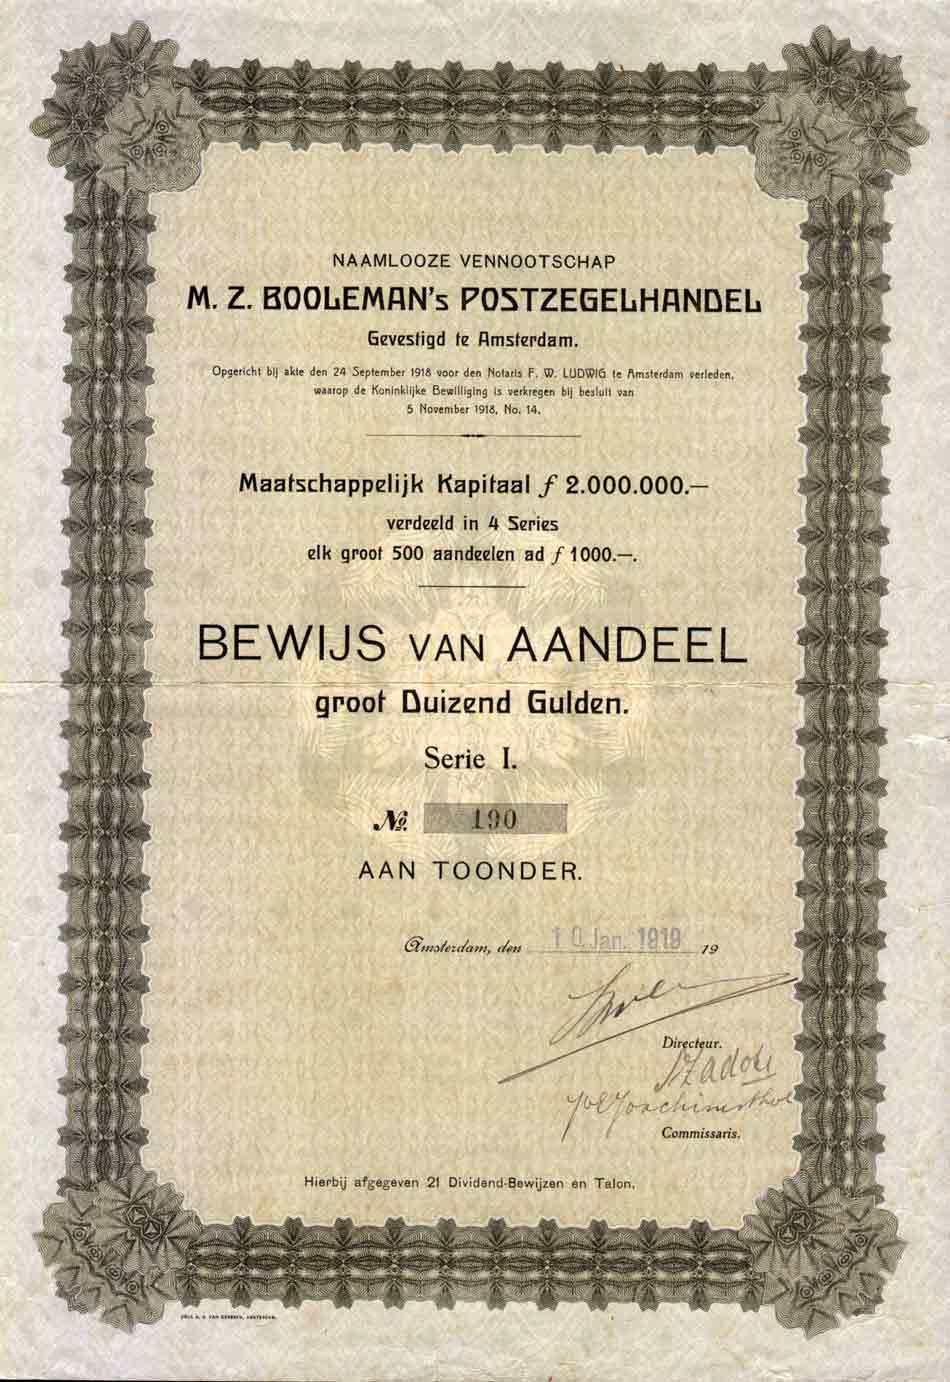 NAAMLOOZE VENNOOTSCHAP
M. Z. BOOLEMAN's POSTZEGELHANDEL
Gevestigd te Amsterdam.
Opgericht bij akte den 24 September 1918 voor den Notaris F. W. LUDWIG te Amsterdam verleden,
waarop de Koninklijke Bewilliging is verkregen bij besluit van
5 November 1918, No. 14.
Maatschappelijk Kapitaal ƒ 2.000.000.—
verdeeld in 4 Series
elk groot 500 aandeelen ad ƒ 1000.—.
BEWIJS VAN AANDEEL
groot Duizend Gulden.
Serie I.
No. 190
AAN TOONDER.
Amsterdam, den 10 Jan. 1919 19
Directeur.
Commissaris.
Hierbij afgegeven 21 Dividend-Bewijzen en Talon.